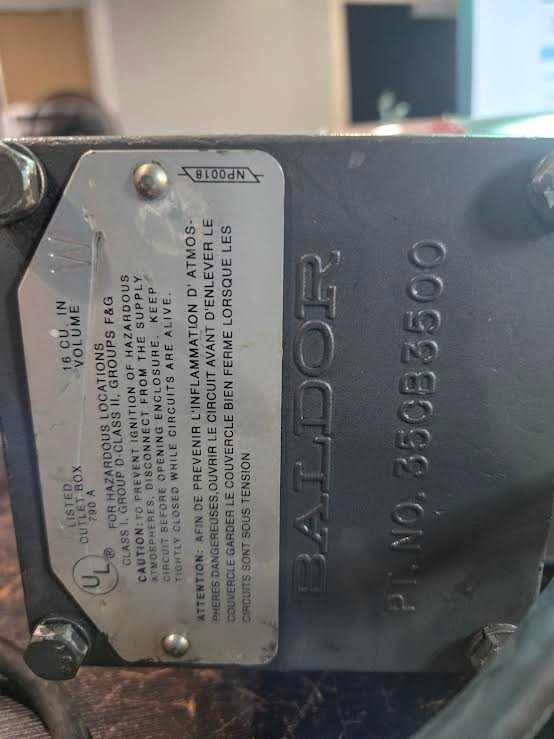 NP0018
16 CU. IN
VOLUME
LISTED
OUTLET BOX
790 A
UL®
FOR HAZARDOUS LOCATIONS
CLASS I, GROUP D-CLASS II, GROUPS F&G
CAUTION: TO PREVENT IGNITION OF HAZARDOUS
ATMOSPHERES, DISCONNECT FROM THE SUPPLY
CIRCUIT BEFORE OPENING ENCLOSURE. KEEP
TIGHTLY CLOSED WHILE CIRCUITS ARE ALIVE.
ATTENTION: AFIN DE PREVENIR L'INFLAMMATION D' ATMOS-
PHERES DANGEREUSES,OUVRIR LE CIRCUIT AVANT D'ENLEVER LE
COUVERCLE GARDER LE COUVERCLE BIEN FERME LORSQUE LES
CIRCUITS SONT SOUS TENSION
BALDOR
PT. NO. 35CB3500